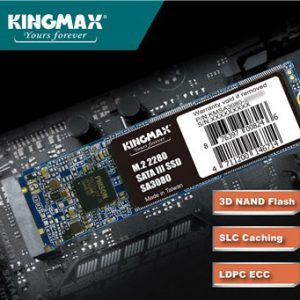 KINGMAX
Yours forever
Warranty void if removed
KINGMAX
M.2 2280
SATA III SSD
SA3080
Made in Taiwan
3D NAND Flash
SLC Caching
LDPC ECC